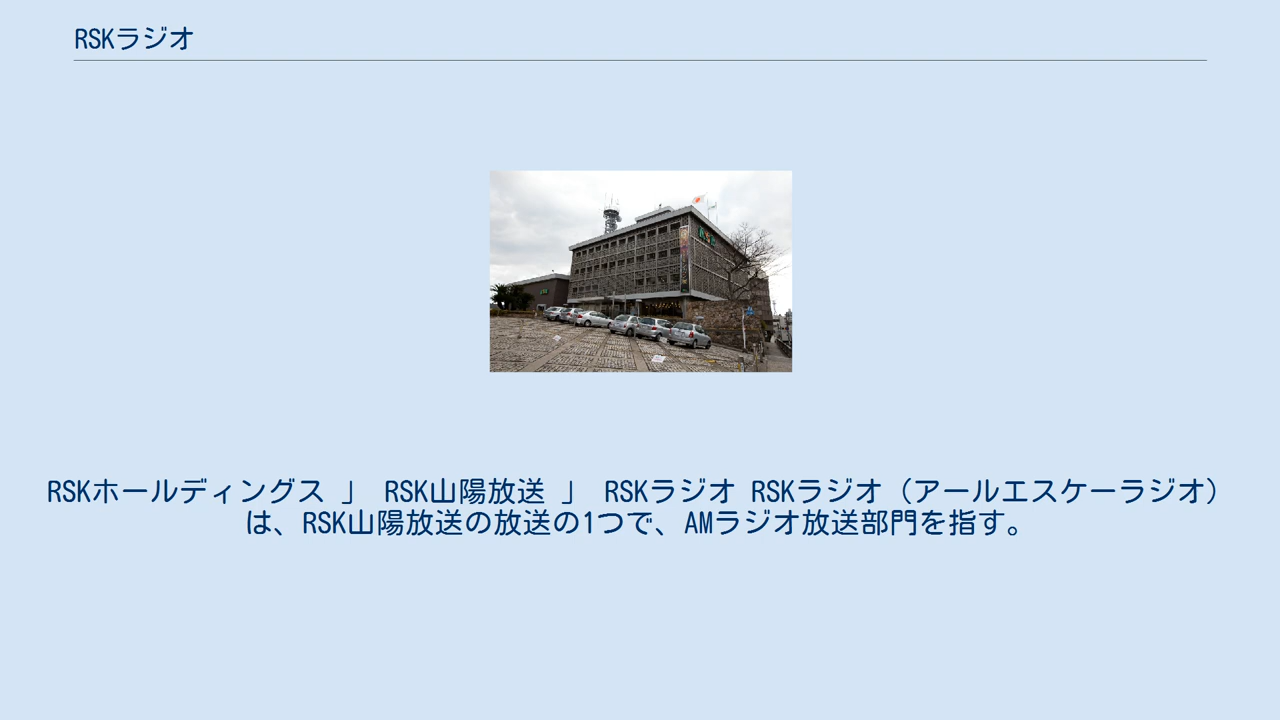 RSKラジオ
RSKホールディングス 」 RSK山陽放送 」 RSKラジオ RSKラジオ（アールエスケーラジオ）
は、RSK山陽放送の放送の1つで、AMラジオ放送部門を指す。